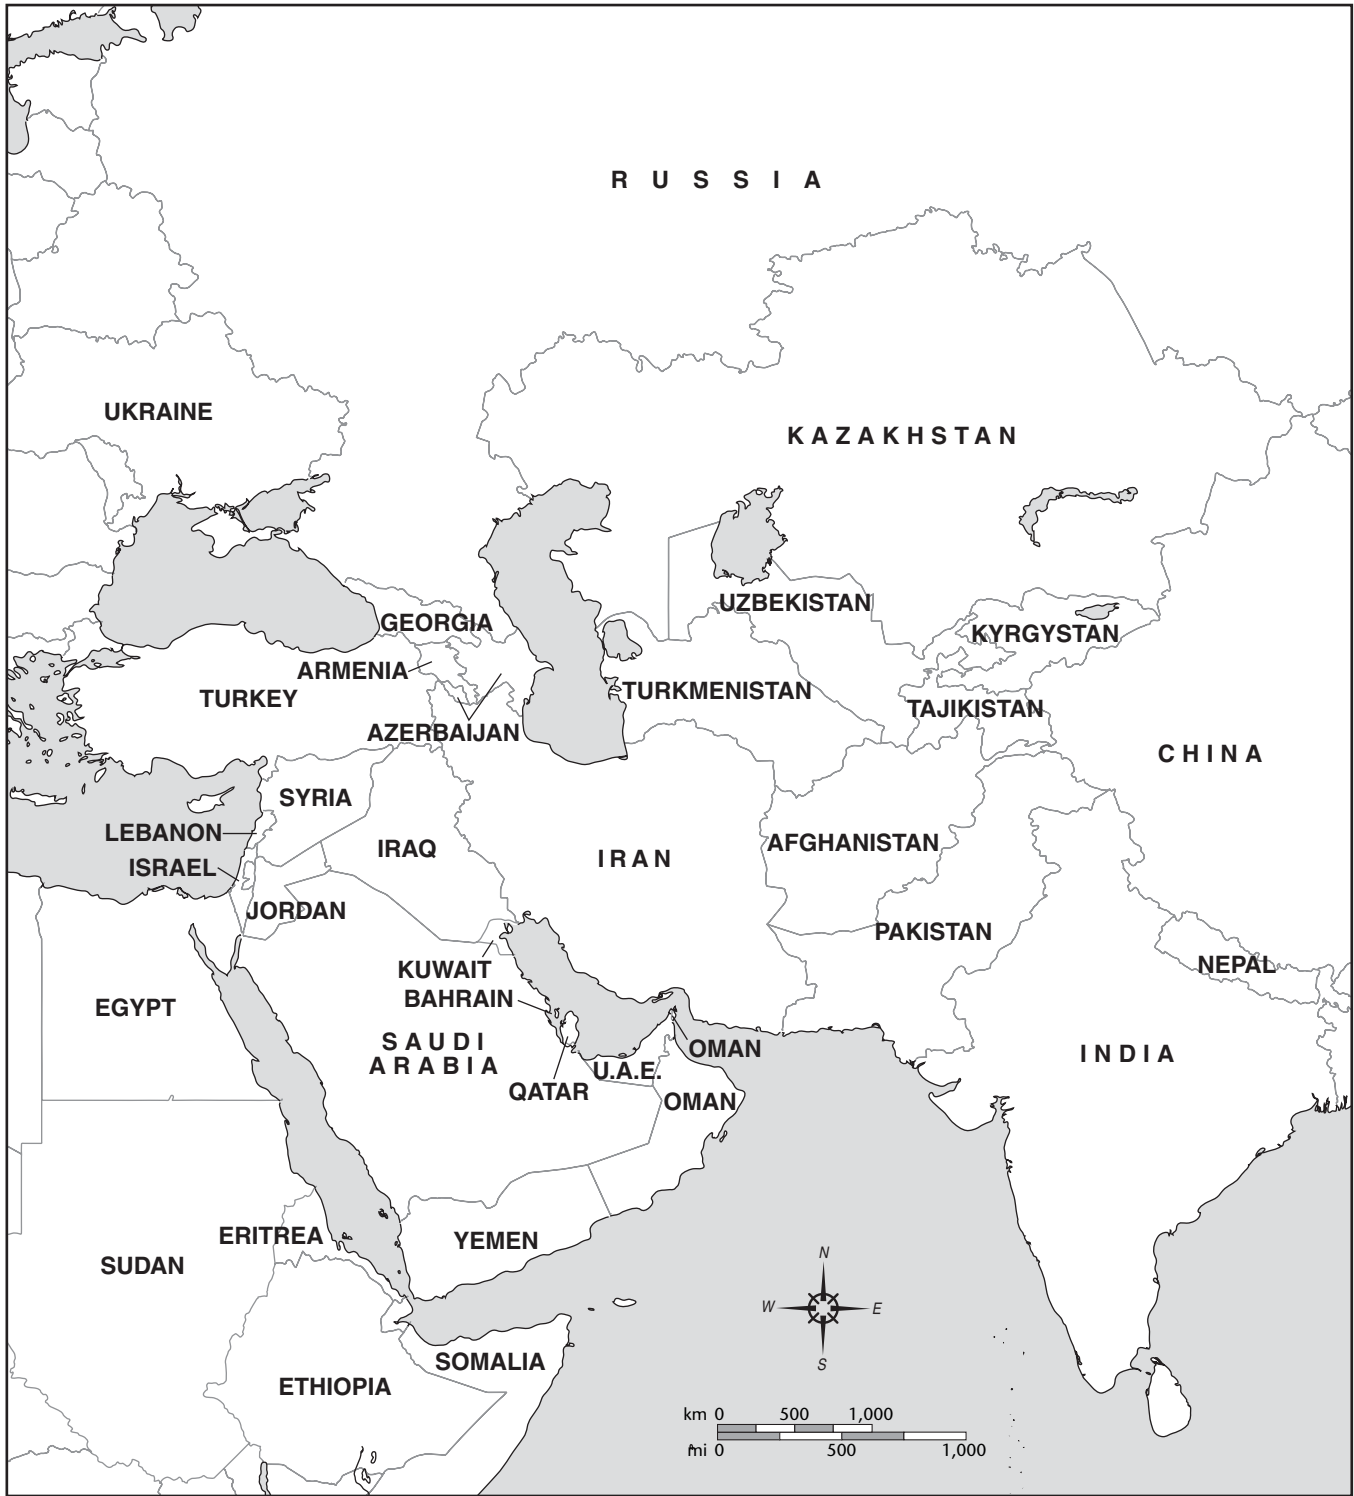 R U S S I A
UKRAINE
K A Z A K H S T A N
UZBEKISTAN
GEORGIA
KYRGYSTAN
ARMENIA
TURKEY
TURKMENISTAN
TAJIKISTAN
AZERBAIJAN
C H I N A
SYRIA
LEBANON
IRAQ
I R A N
AFGHANISTAN
ISRAEL
JORDAN
PAKISTAN
KUWAIT
NEPAL
BAHRAIN
EGYPT
S A U D I
A R A B I A
OMAN
I N D I A
U.A.E.
QATAR
OMAN
ERITREA
YEMEN
SUDAN
N
W
E
S
SOMALIA
ETHIOPIA
km 0 500 1,000
mi 0 500 1,000